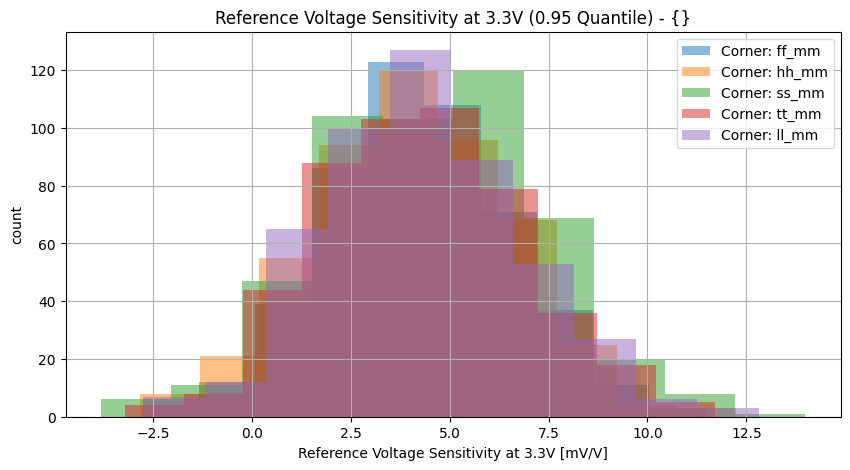 Reference Voltage Sensitivity at 3.3V (0.95 Quantile) - {}
Corner: ff_mm
Corner: hh_mm
Corner: ss_mm
Corner: tt_mm
Corner: ll_mm
count
120
100
80
60
40
20
0
−2.5 0.0 2.5 5.0 7.5 10.0 12.5
Reference Voltage Sensitivity at 3.3V [mV/V]